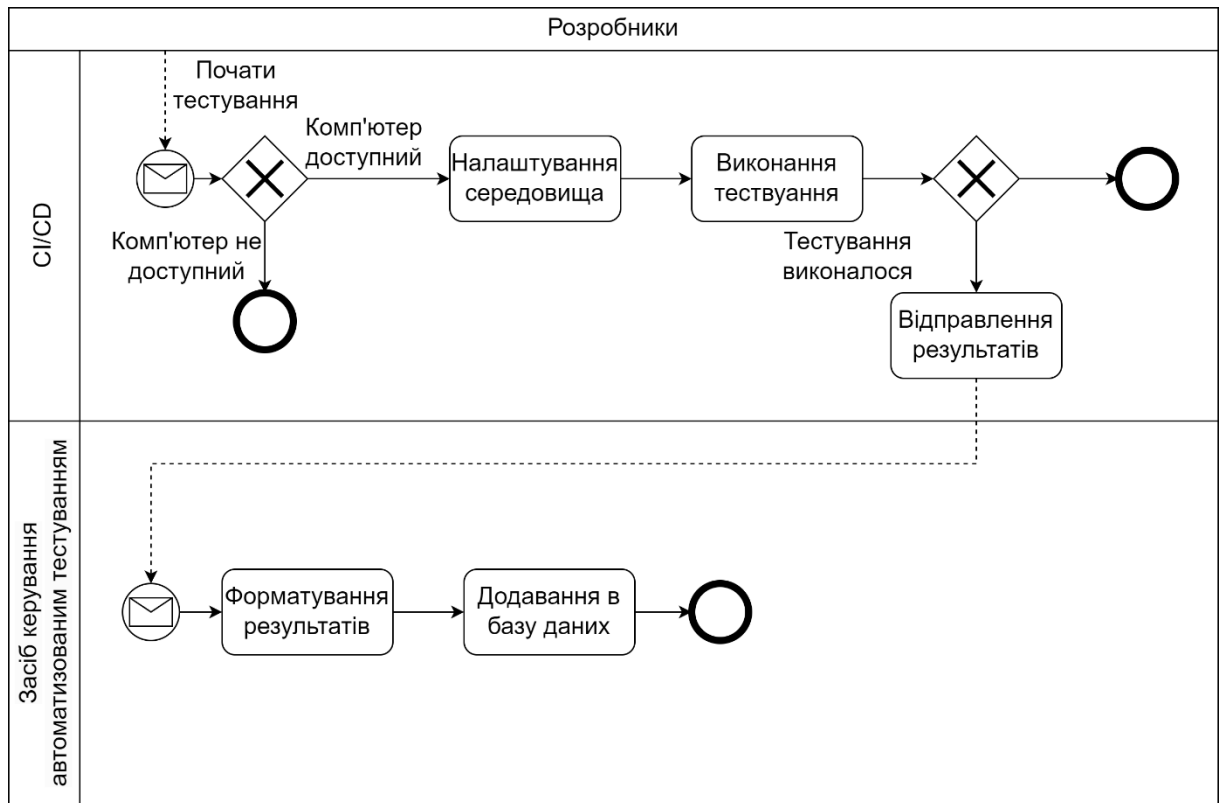 Розробники
Почати
тестування
Комп'ютер
доступний
Налаштування
середовища
Виконання
тествуання
CI/CD
Комп'ютер не
доступний
Тестування
виконалося
Відправлення
результатів
Засіб керування
автоматизованим тестуванням
Форматування
результатів
Додавання в
базу даних